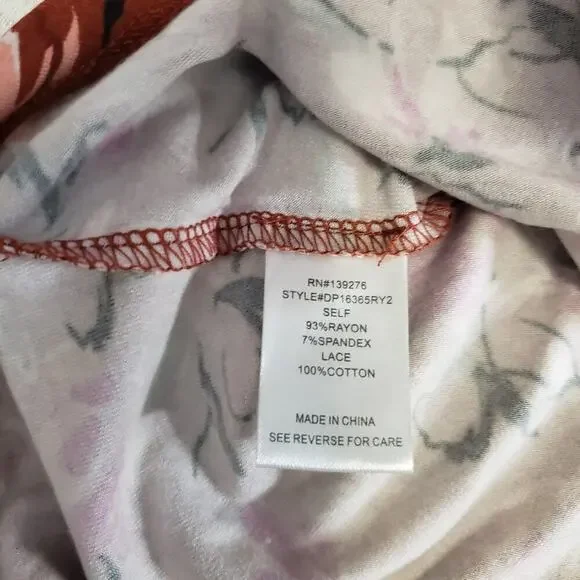 RN#139276
STYLE#DP16365RY2
SELF
93%RAYON
7%SPANDEX
LACE
100%COTTON
MADE IN CHINA
SEE REVERSE FOR CARE